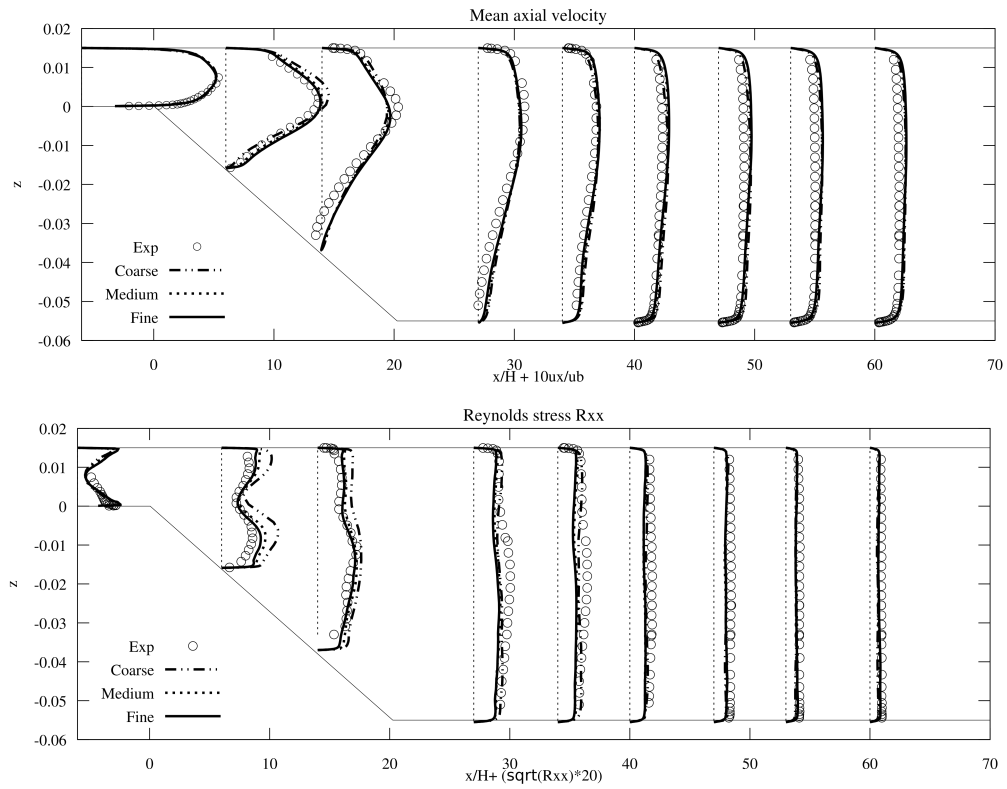 Mean axial velocity
0.02
0.01
0
-0.01
-0.02
-0.03
-0.04
-0.05
-0.06
z
Exp
Coarse
Medium
Fine
0 10 20 30 40 50 60 70
x/H + 10ux/ub
Reynolds stress Rxx
0.02
0.01
0
-0.01
-0.02
-0.03
-0.04
-0.05
-0.06
z
Exp
Coarse
Medium
Fine
0 10 20 30 40 50 60 70
x/H+ (sqrt(Rxx)*20)